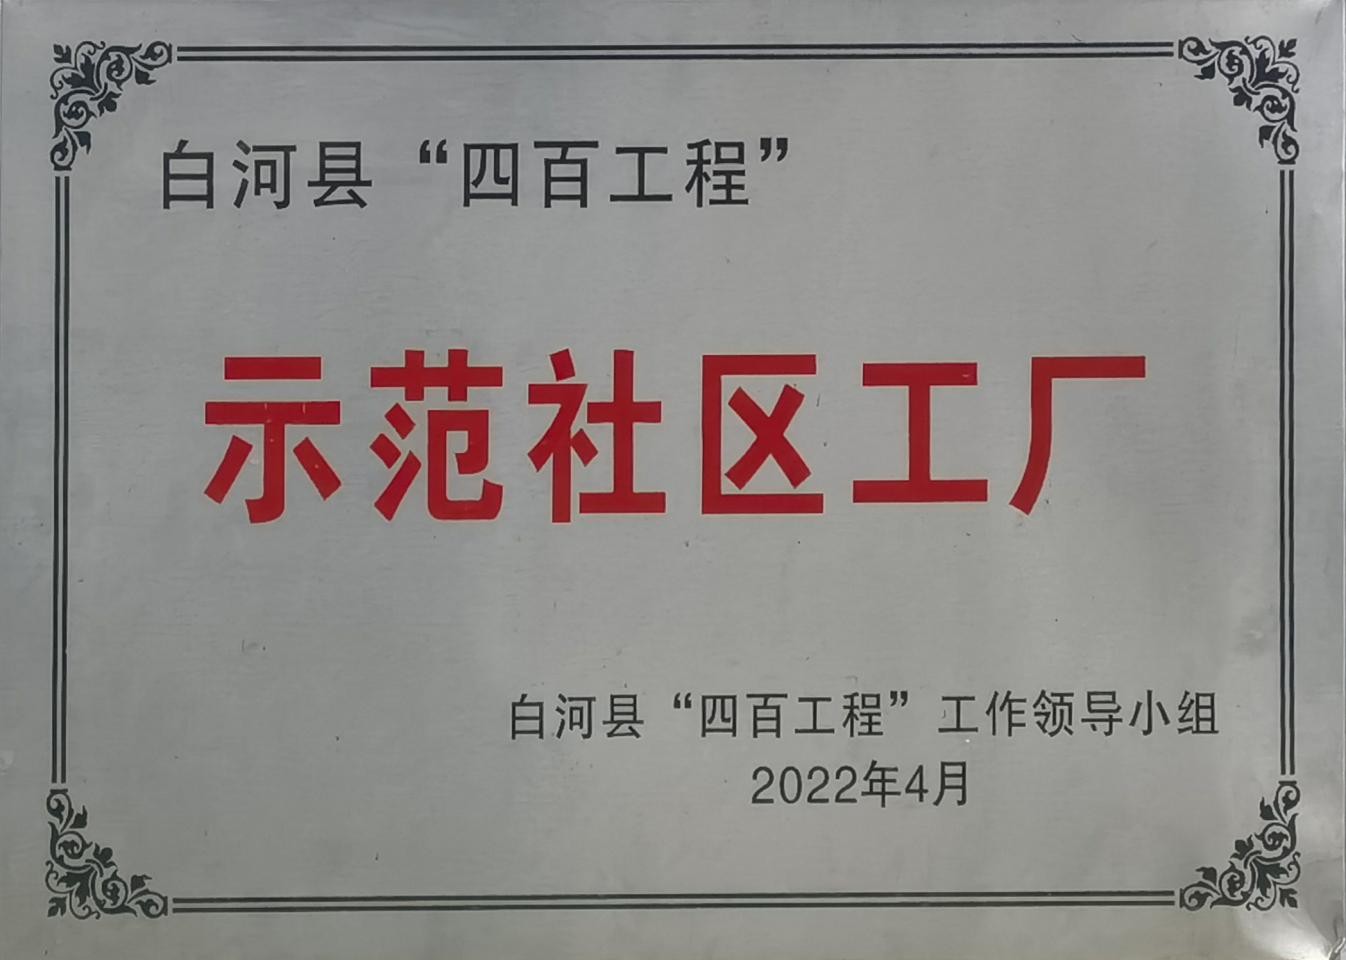 白河县“四百工程”
示范社区工厂
白河县“四百工程”工作领导小组
2022年4月